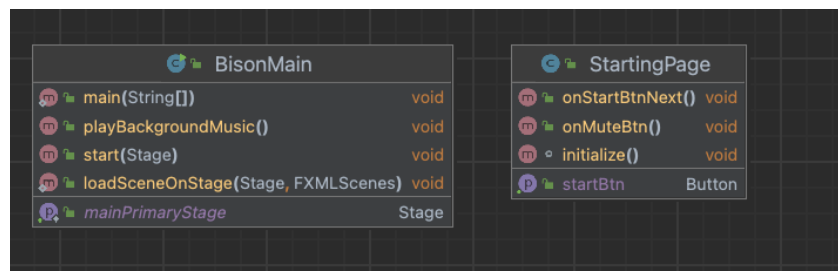 BisonMain
main(String[]) void
playBackgroundMusic() void
start(Stage) void
loadSceneOnStage(Stage, FXMLScenes) void
mainPrimaryStage Stage
StartingPage
onStartBtnNext() void
onMuteBtn() void
initialize() void
startBtn Button